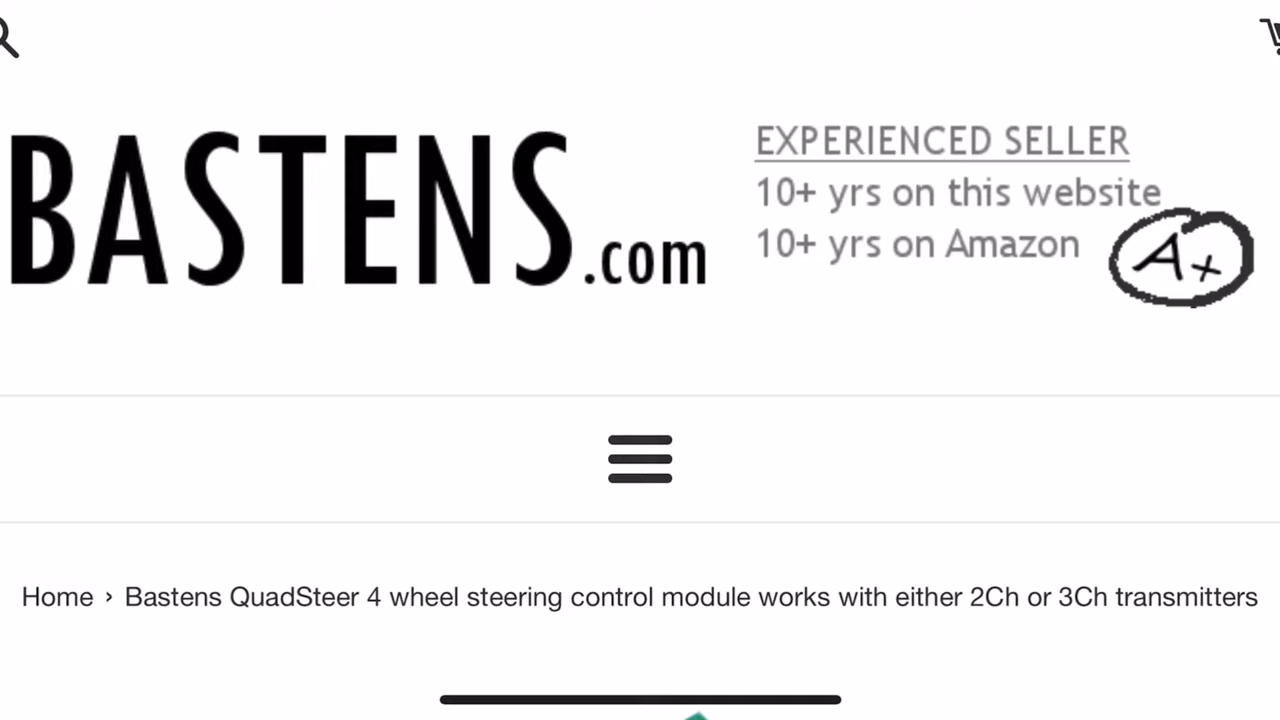 BASTENS.com
EXPERIENCED SELLER
10+ yrs on this website
10+ yrs on Amazon
A+
Home › Bastens QuadSteer 4 wheel steering control module works with either 2Ch or 3Ch transmitters